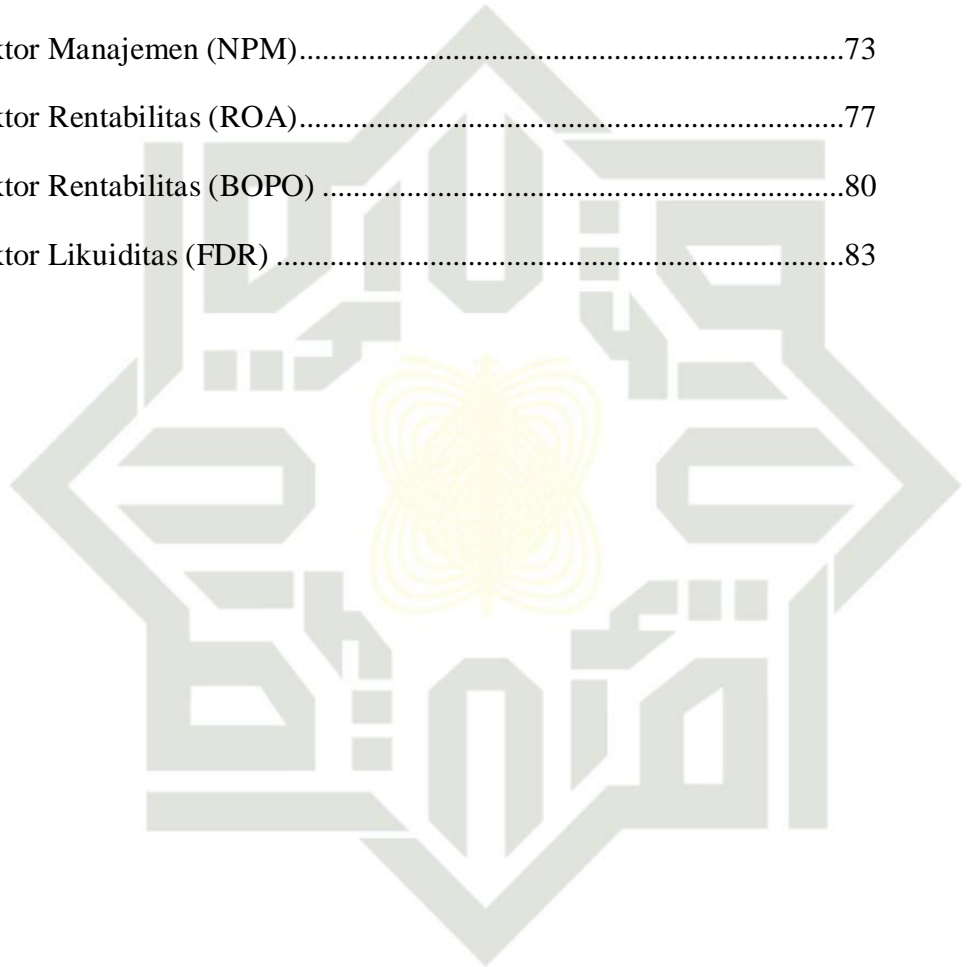 ktor Manajemen (NPM)......................................................................73
ktor Rentabilitas (ROA)......................................................................77
ktor Rentabilitas (BOPO) ...................................................................80
ktor Likuiditas (FDR) .........................................................................83